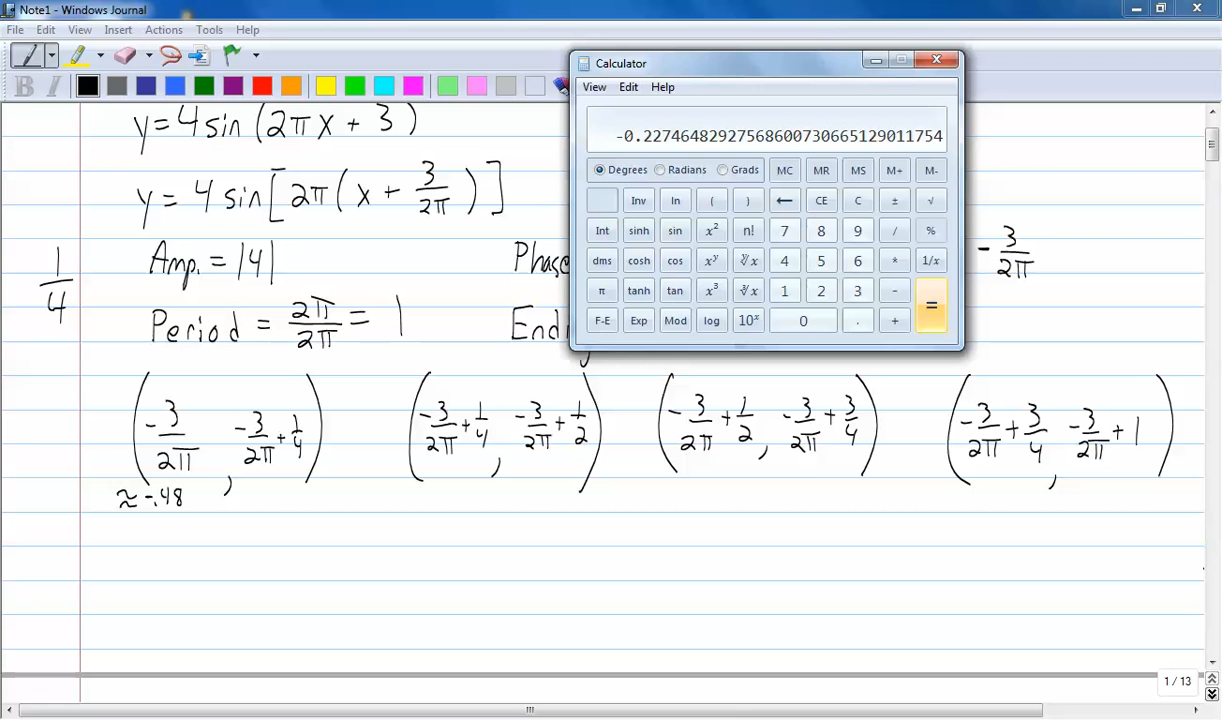 Note1 - Windows Journal
File Edit View Insert Actions Tools Help
B I
y = 4 sin (2πx + 3)
y = 4 sin [2π(x + 3/2π)]
1/4
Amp. = |4|
Phase
- 3/2π
Period = 2π/2π = 1
(-3/2π, -3/2π + 1/4) (-3/2π + 1/4, -3/2π + 1/2) (-3/2π + 1/2, -3/2π + 3/4) (-3/2π + 3/4, -3/2π + 1)
≈ -.48
Calculator
View Edit Help
-0.22746482927568600730665129011754
Degrees Radians Grads MC MR MS M+ M-
Inv ln ( ) ← CE C ± √
Int sinh sin x² n! 7 8 9 / %
dms cosh cos xʸ ʸ√x 4 5 6 * 1/x
π tanh tan x³ ³√x 1 2 3 - =
F-E Exp Mod log 10ˣ 0 . +
1 / 13